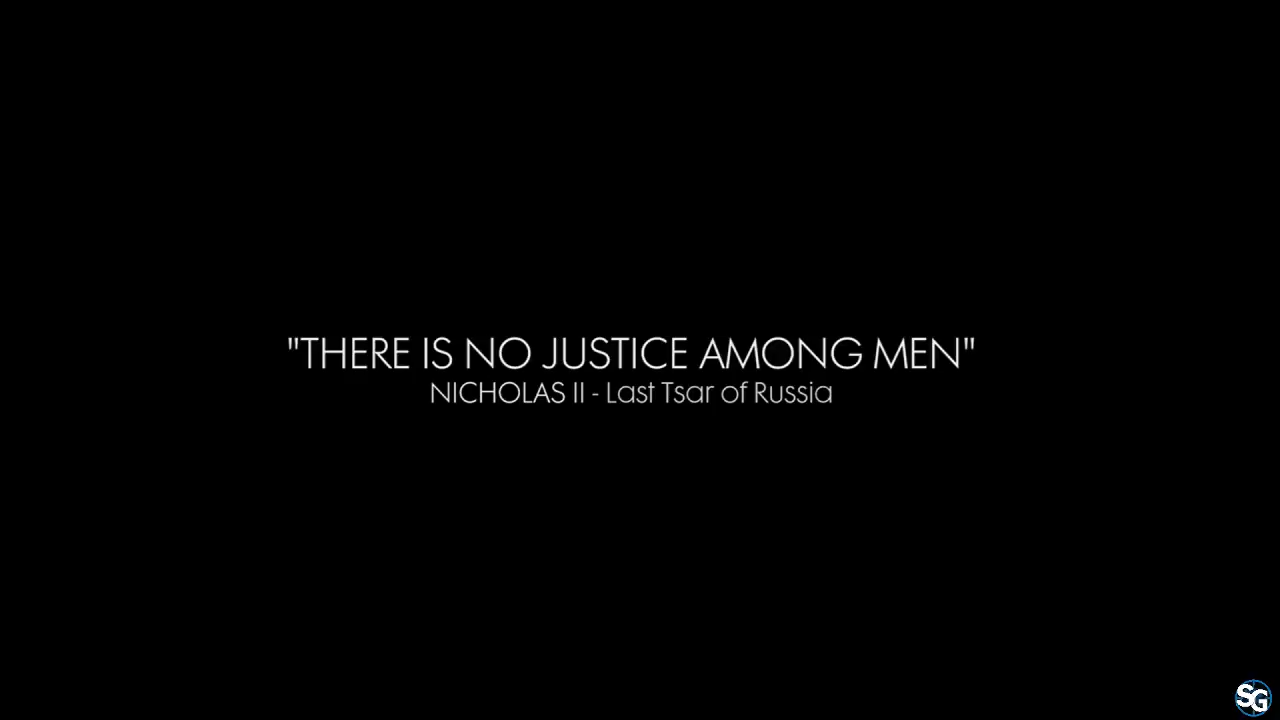 "THERE IS NO JUSTICE AMONG MEN"
NICHOLAS II - Last Tsar of Russia
SG